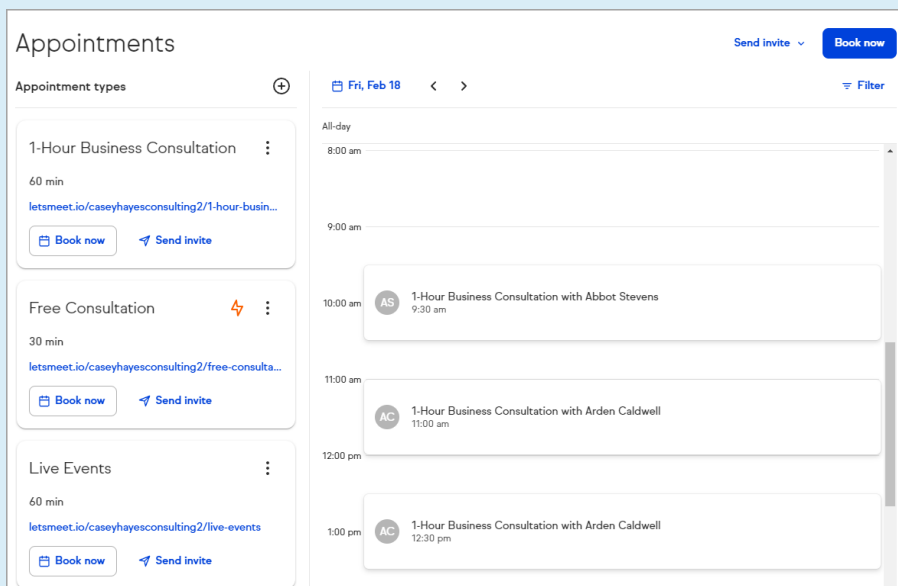 Appointments
Send invite
Book now
Appointment types
Fri, Feb 18
Filter
1-Hour Business Consultation
60 min
letsmeet.io/caseyhayesconsulting2/1-hour-busin...
Book now
Send invite
Free Consultation
30 min
letsmeet.io/caseyhayesconsulting2/free-consulta...
Book now
Send invite
Live Events
60 min
letsmeet.io/caseyhayesconsulting2/live-events
Book now
Send invite
All-day
8:00 am
9:00 am
10:00 am
AS
1-Hour Business Consultation with Abbot Stevens
9:30 am
11:00 am
AC
1-Hour Business Consultation with Arden Caldwell
11:00 am
12:00 pm
1:00 pm
AC
1-Hour Business Consultation with Arden Caldwell
12:30 pm